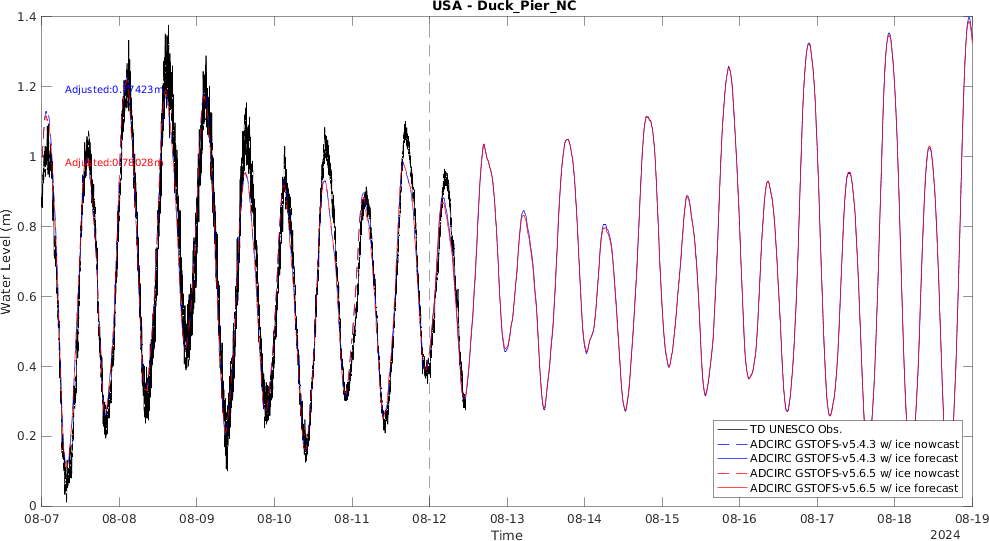 USA - Duck_Pier_NC
1.4
1.2
1
0.8
0.6
0.4
0.2
0
Water Level (m)
Adjusted:0.77423m
Adjusted:0.78028m
TD UNESCO Obs.
ADCIRC GSTOFS-v5.4.3 w/ ice nowcast
ADCIRC GSTOFS-v5.4.3 w/ ice forecast
ADCIRC GSTOFS-v5.6.5 w/ ice nowcast
ADCIRC GSTOFS-v5.6.5 w/ ice forecast
08-07 08-08 08-09 08-10 08-11 08-12 08-13 08-14 08-15 08-16 08-17 08-18 08-19
Time
2024